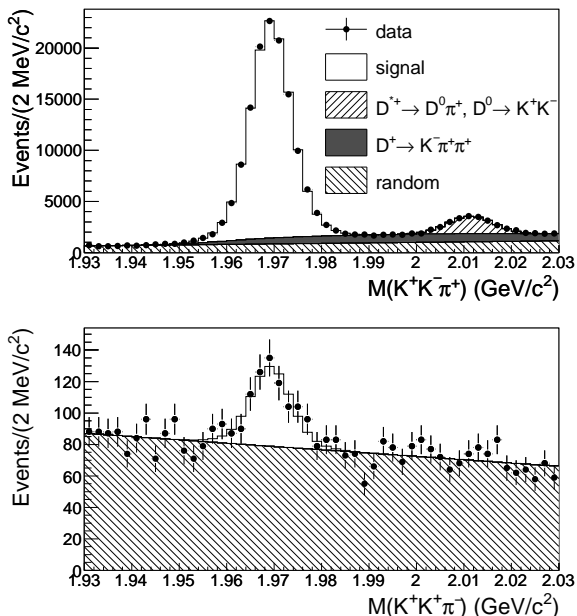 Events/(2 MeV/c²)
20000
15000
10000
5000
0
data
signal
D*⁺→ D⁰π⁺, D⁰→ K⁺K⁻
D⁺→ K⁻π⁺π⁺
random
1.93 1.94 1.95 1.96 1.97 1.98 1.99 2 2.01 2.02 2.03
M(K⁺K⁻π⁺) (GeV/c²)
Events/(2 MeV/c²)
140
120
100
80
60
40
20
0
1.93 1.94 1.95 1.96 1.97 1.98 1.99 2 2.01 2.02 2.03
M(K⁺K⁺π⁻) (GeV/c²)